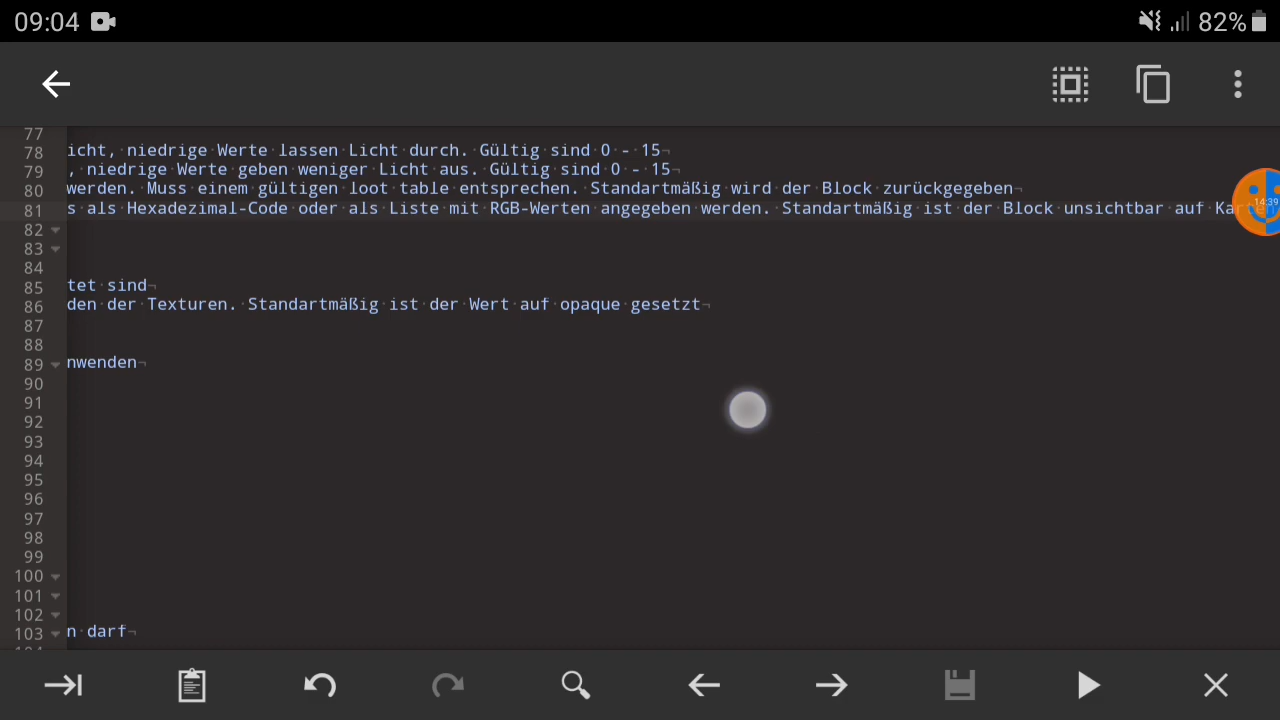 09:04 82%
77
78 icht, niedrige Werte lassen Licht durch. Gültig sind 0 - 15¬
79 , niedrige Werte geben weniger Licht aus. Gültig sind 0 - 15¬
80 werden. Muss einem gültigen loot table entsprechen. Standartmäßig wird der Block zurückgegeben¬
81 s als Hexadezimal-Code oder als Liste mit RGB-Werten angegeben werden. Standartmäßig ist der Block unsichtbar auf
14:39
82
83
84
85 tet sind¬
86 den der Texturen. Standartmäßig ist der Wert auf opaque gesetzt¬
87
88
89 nwenden¬
90
91
92
93
94
95
96
97
98
99
100
101
102
103 n darf¬